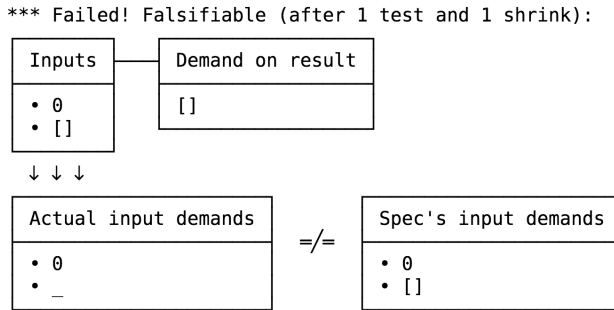 *** Failed! Falsifiable (after 1 test and 1 shrink):
Inputs
Demand on result
• 0
• []
[]
↓ ↓ ↓
Actual input demands
=/=
Spec's input demands
• 0
• _
• 0
• []